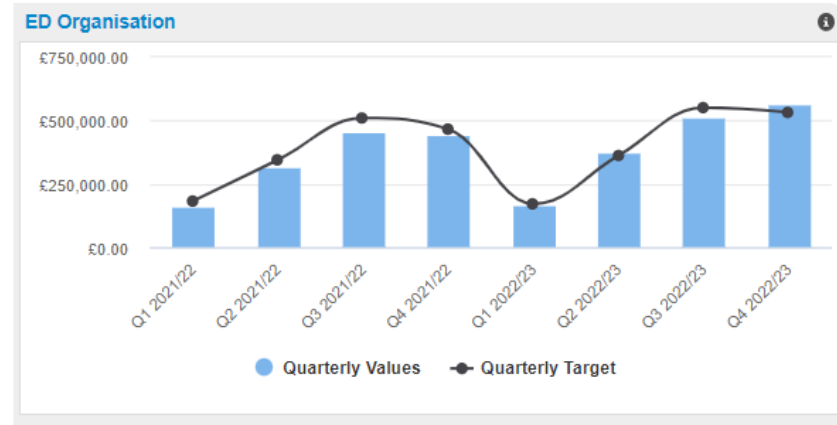 ED Organisation
£750,000.00
£500,000.00
£250,000.00
£0.00
Q1 2021/22
Q2 2021/22
Q3 2021/22
Q4 2021/22
Q1 2022/23
Q2 2022/23
Q3 2022/23
Q4 2022/23
Quarterly Values
Quarterly Target